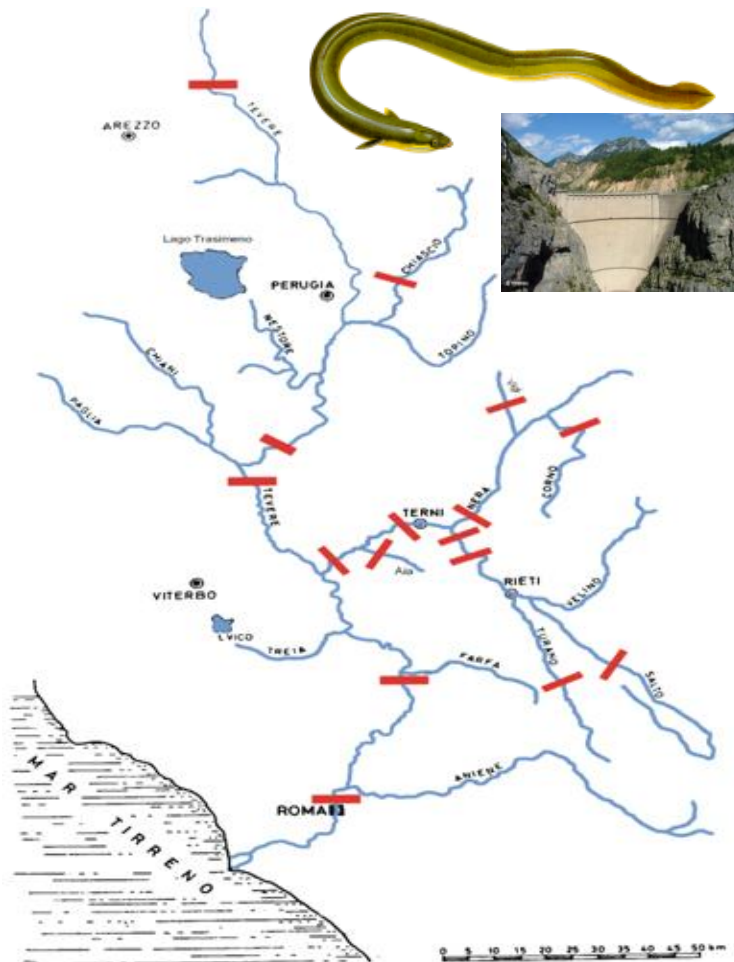 TEVERE
AREZZO
Lago Trasimeno
CHIASCIO
PERUGIA
NESTORE
TOPINO
CHIANI
PAGLIA
Vigi
CORNO
NERA
TEVERE
TERNI
Aia
RIETI
VITERBO
VELINO
L.VICO
TREIA
TURANO
FARFA
SALTO
ANIENE
ROMA
MAR TIRRENO
0 5 10 15 20 25 30 35 40 45 50 km